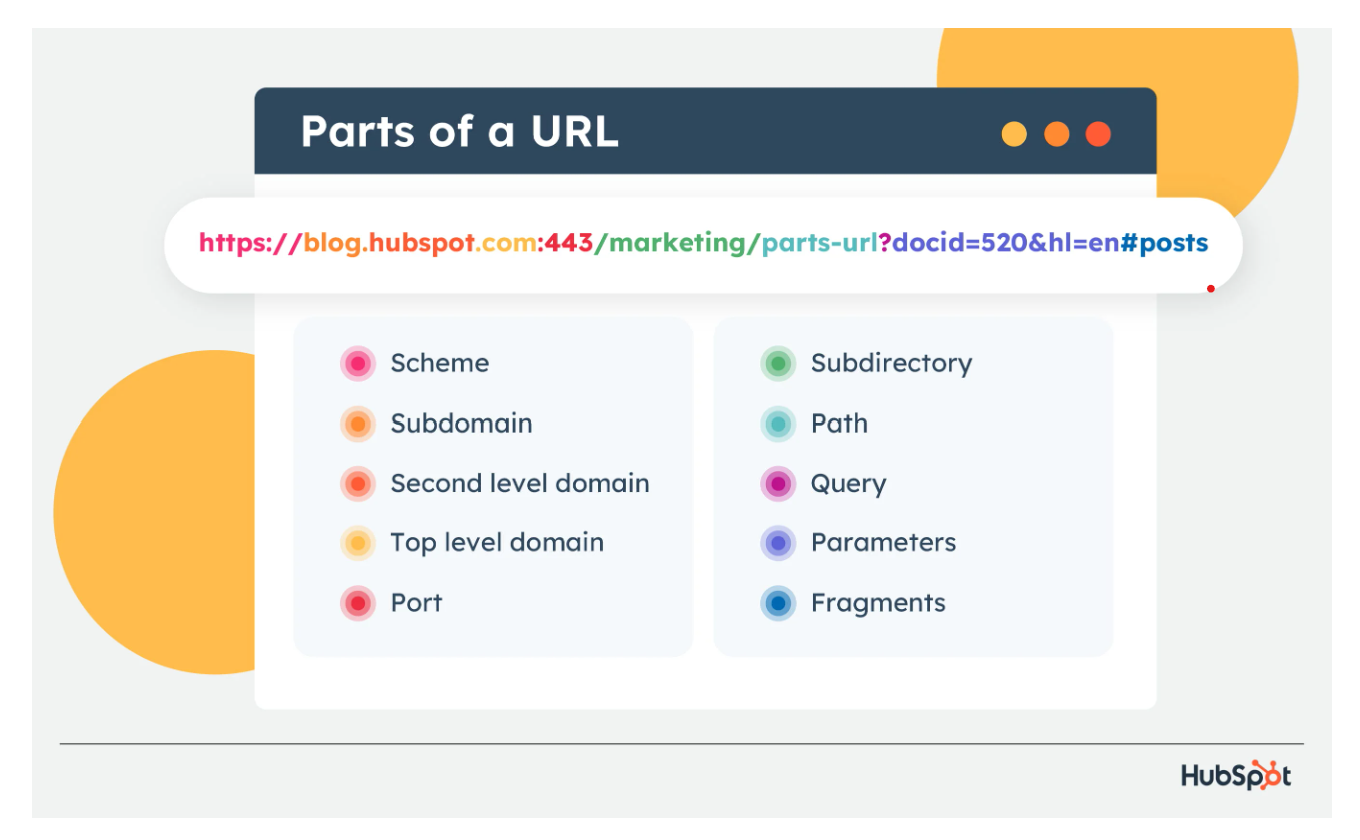 Parts of a URL
https://blog.hubspot.com:443/marketing/parts-url?docid=520&hl=en#posts
Scheme
Subdomain
Second level domain
Top level domain
Port
Subdirectory
Path
Query
Parameters
Fragments
HubSpot